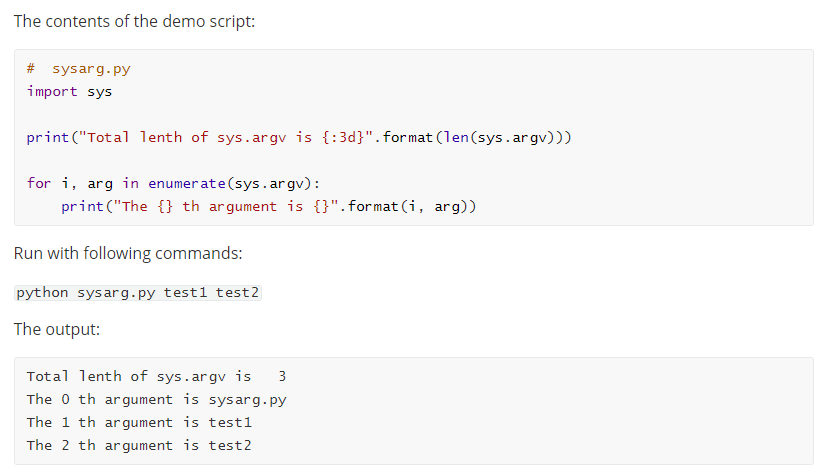 The contents of the demo script:
#  sysarg.py
import sys
print("Total lenth of sys.argv is {:3d}".format(len(sys.argv)))
for i, arg in enumerate(sys.argv):
    print("The {} th argument is {}".format(i, arg))
Run with following commands:
python sysarg.py test1 test2
The output:
Total lenth of sys.argv is   3
The 0 th argument is sysarg.py
The 1 th argument is test1
The 2 th argument is test2